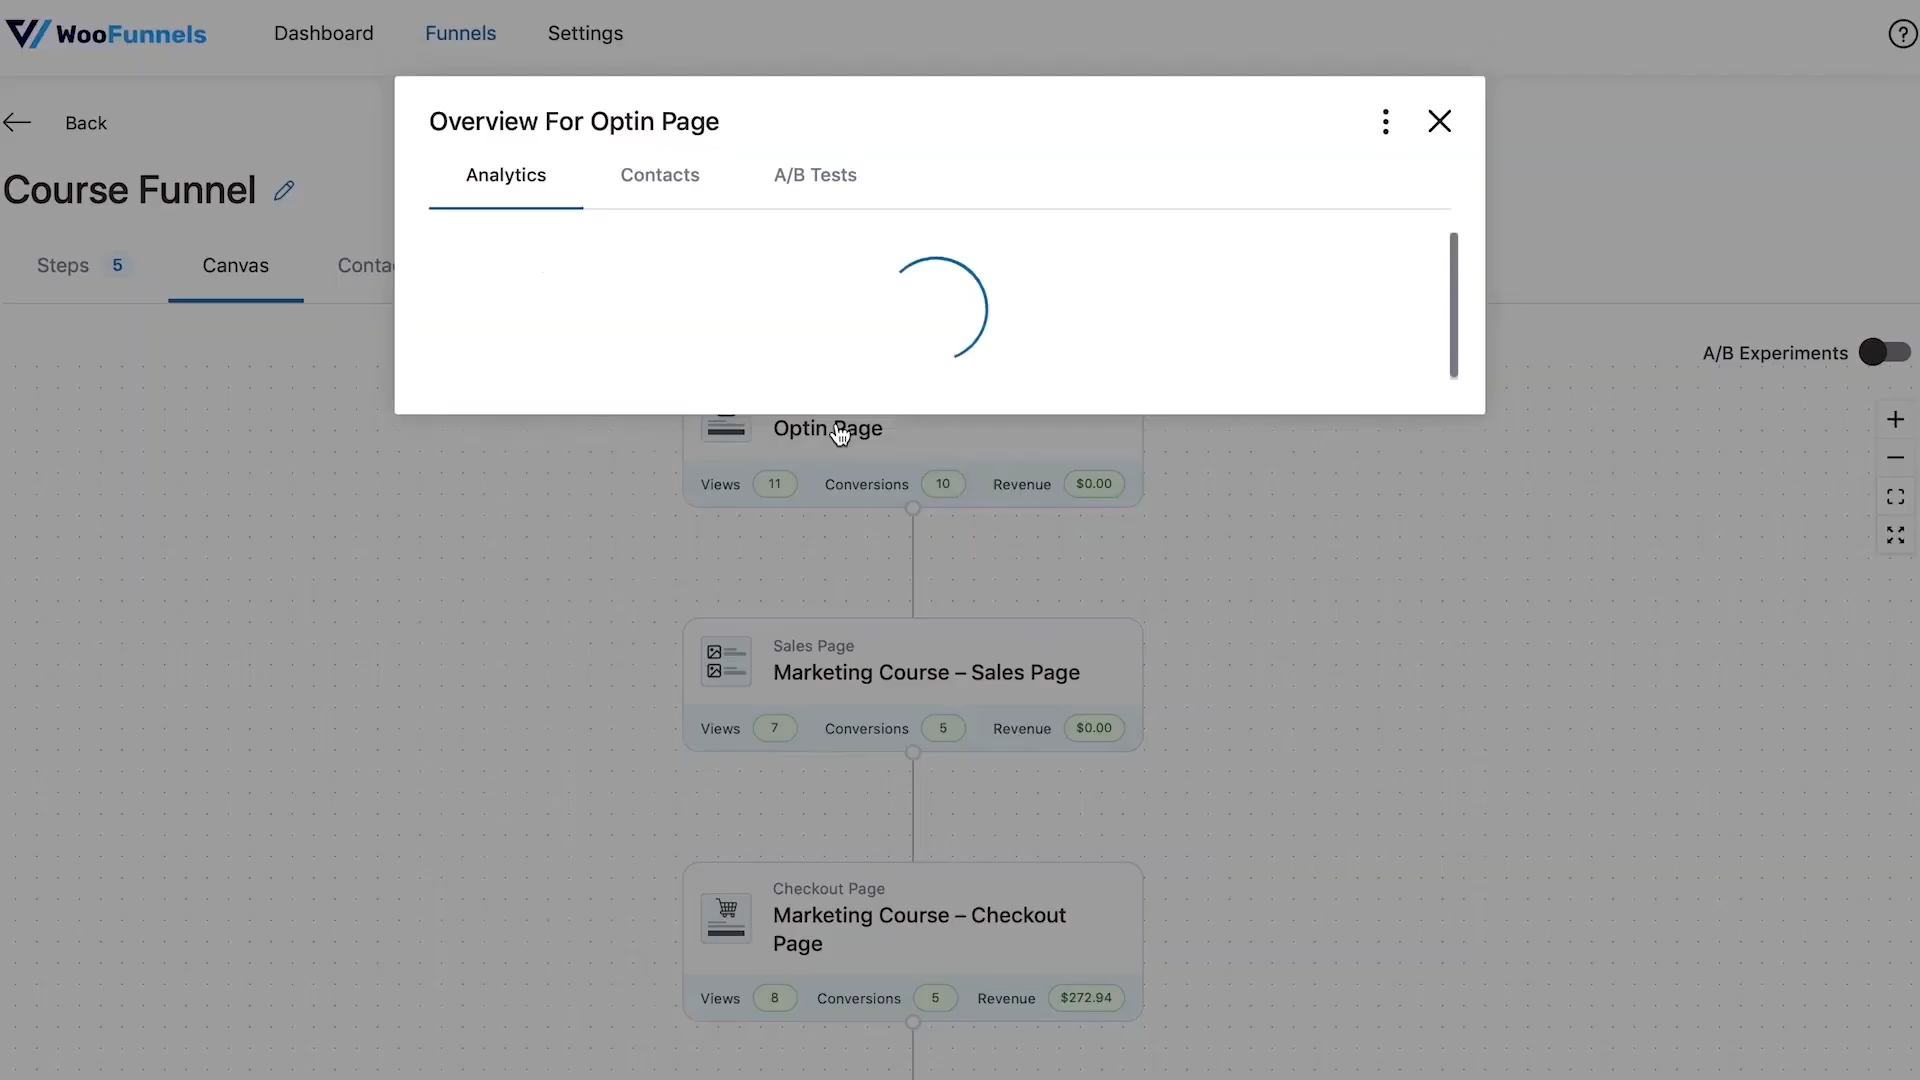 WooFunnels
Dashboard
Funnels
Settings
?
Back
Course Funnel
Steps 5
Canvas
Conta
Overview For Optin Page
Analytics
Contacts
A/B Tests
A/B Experiments
Optin Page
Views 11 Conversions 10 Revenue $0.00
Sales Page
Marketing Course – Sales Page
Views 7 Conversions 5 Revenue $0.00
Checkout Page
Marketing Course – Checkout
Page
Views 8 Conversions 5 Revenue $272.94